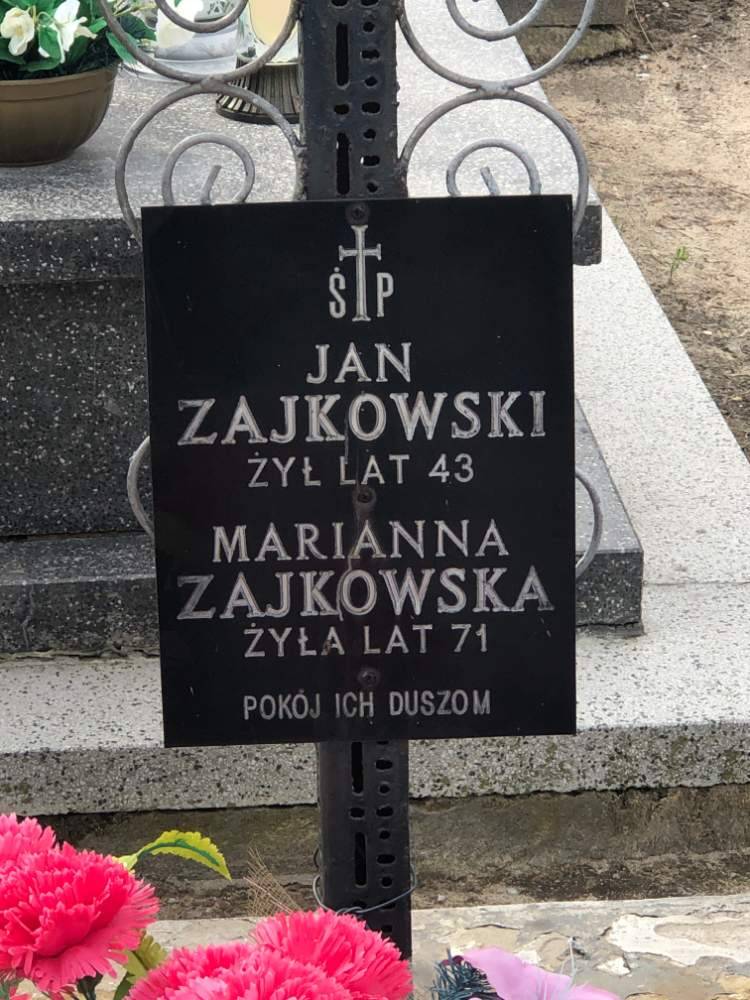 Ś P
JAN
ZAJKOWSKI
ŻYŁ LAT 43
MARIANNA
ZAJKOWSKA
ŻYŁA LAT 71
POKÓJ ICH DUSZOM